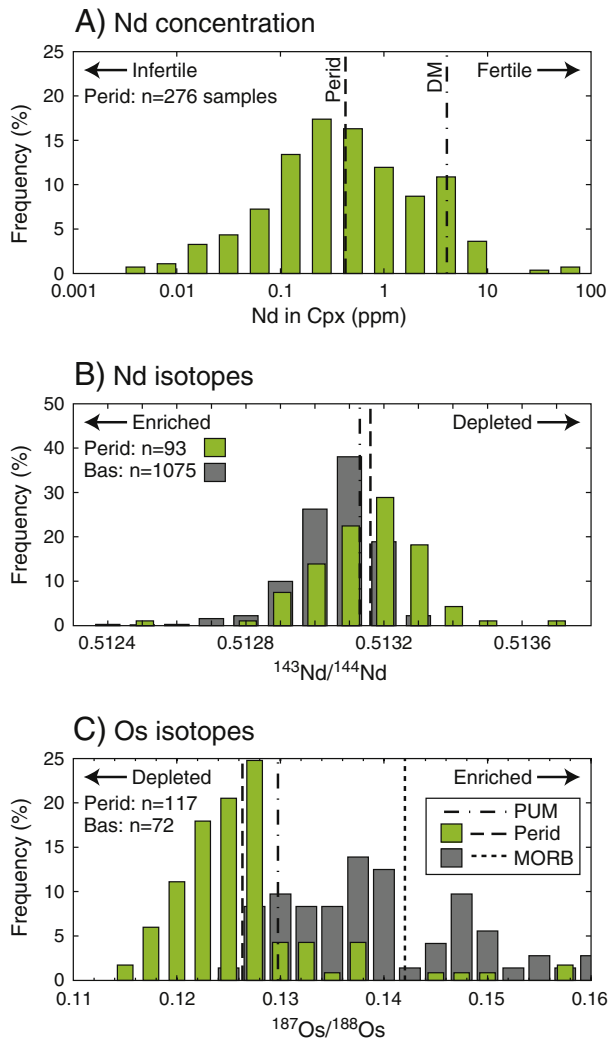 A) Nd concentration
25
20
15
10
5
0
Frequency (%)
Infertile
Fertile
Perid: n=276 samples
Perid
DM
0.001
0.01
0.1
1
10
100
Nd in Cpx (ppm)
B) Nd isotopes
50
40
30
20
10
0
Frequency (%)
Enriched
Depleted
Perid: n=93
Bas: n=1075
0.5124
0.5128
0.5132
0.5136
143Nd/144Nd
C) Os isotopes
25
20
15
10
5
0
Frequency (%)
Depleted
Enriched
Perid: n=117
Bas: n=72
PUM
Perid
MORB
0.11
0.12
0.13
0.14
0.15
0.16
187Os/188Os